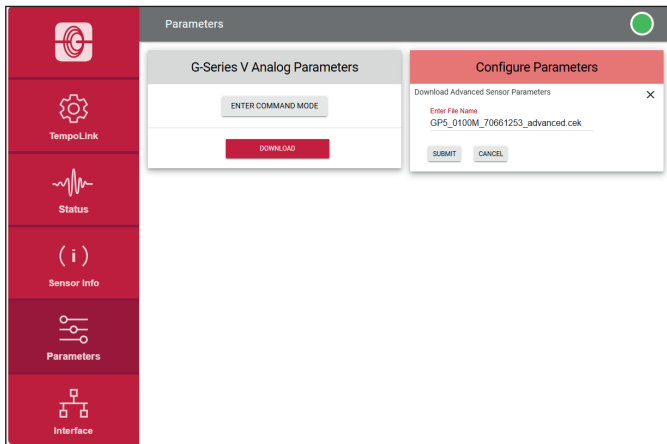 Parameters
TempoLink
Status
( i )
Sensor Info
Parameters
Interface
G-Series V Analog Parameters
ENTER COMMAND MODE
DOWNLOAD
Configure Parameters
Download Advanced Sensor Parameters
Enter File Name
GP5_0100M_70661253_advanced.cek
SUBMIT CANCEL